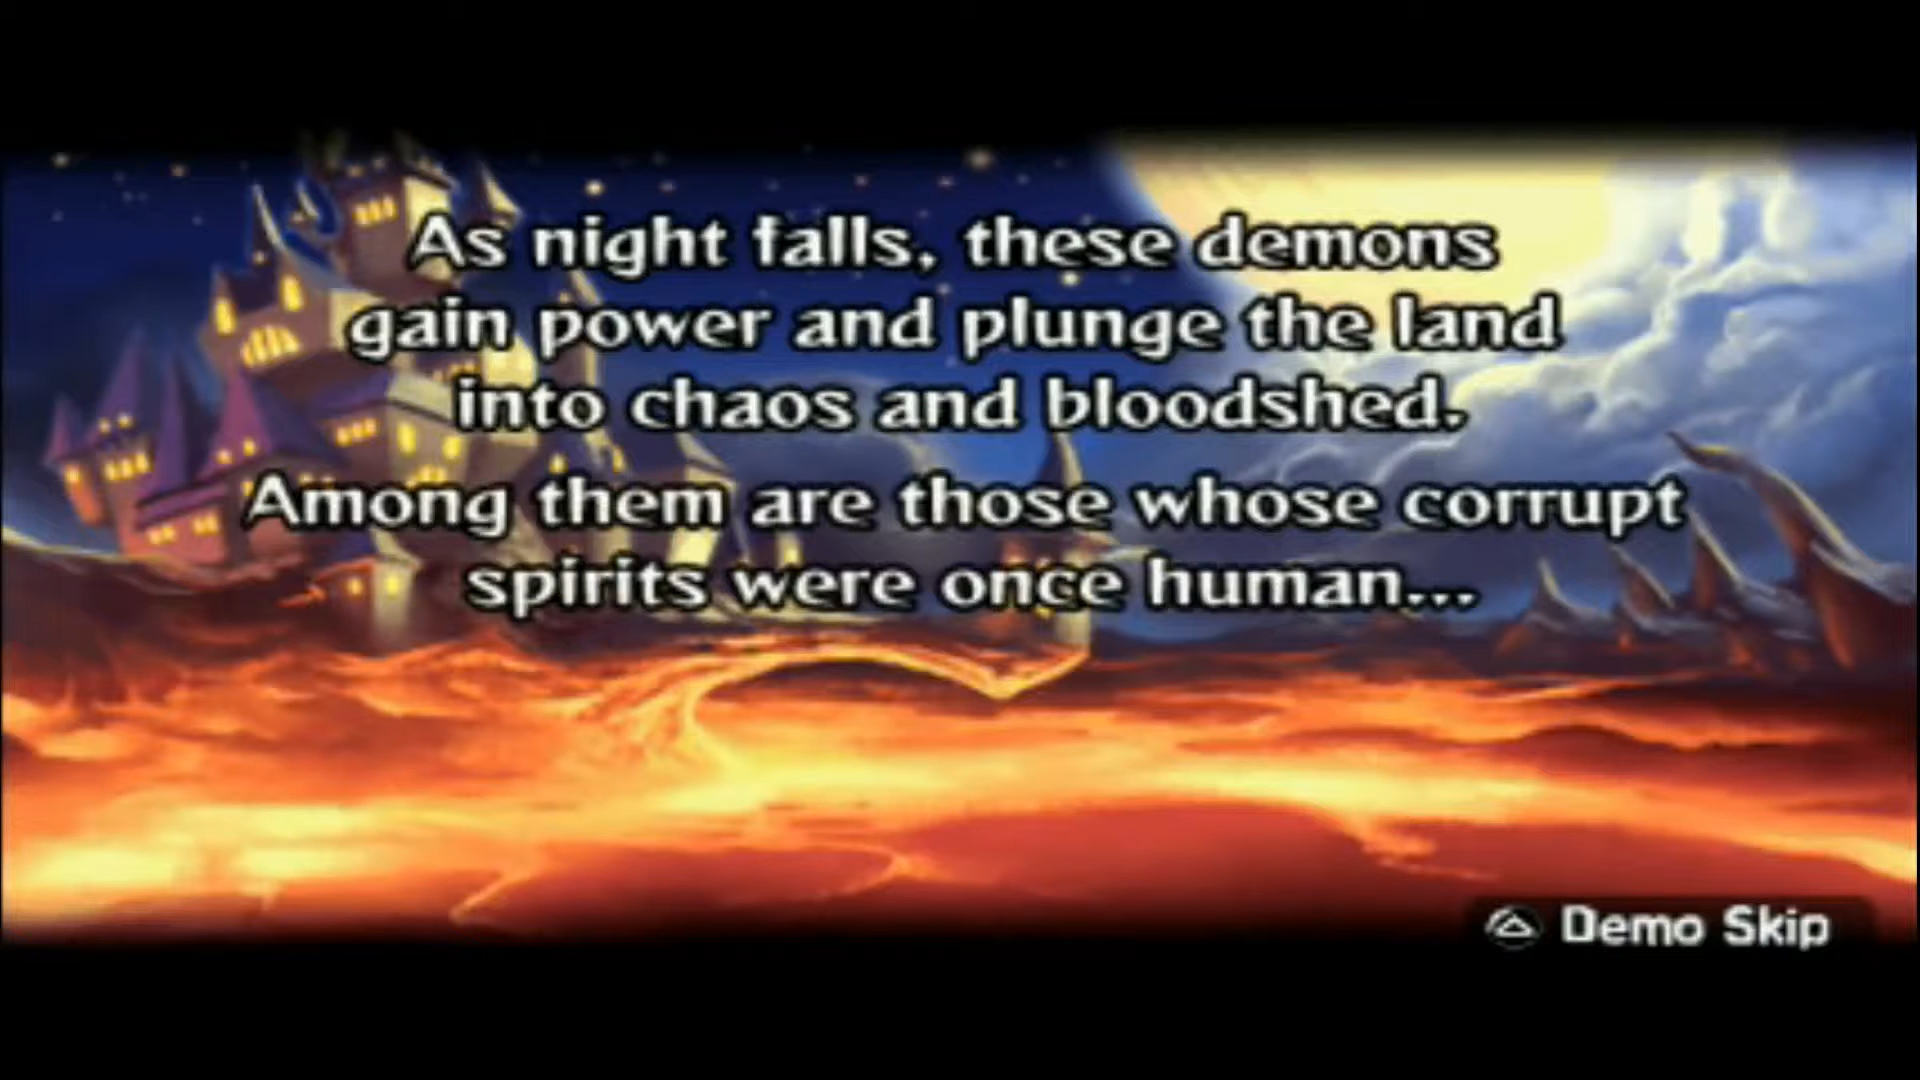 As night falls, these demons
gain power and plunge the land
into chaos and bloodshed.
Among them are those whose corrupt
spirits were once human...
Demo Skip